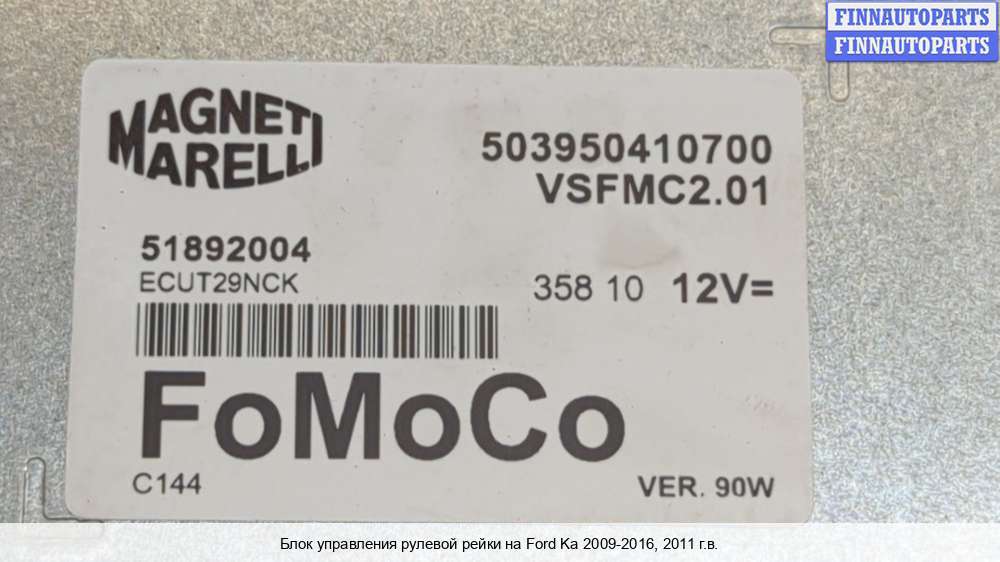 FINNAUTOPARTS
FINNAUTOPARTS
MAGNETI
MARELLI
503950410700
VSFMC2.01
51892004
ECUT29NCK
358 10 12V=
FoMoCo
C144
VER. 90W
Блок управления рулевой рейки на Ford Ka 2009-2016, 2011 г.в.